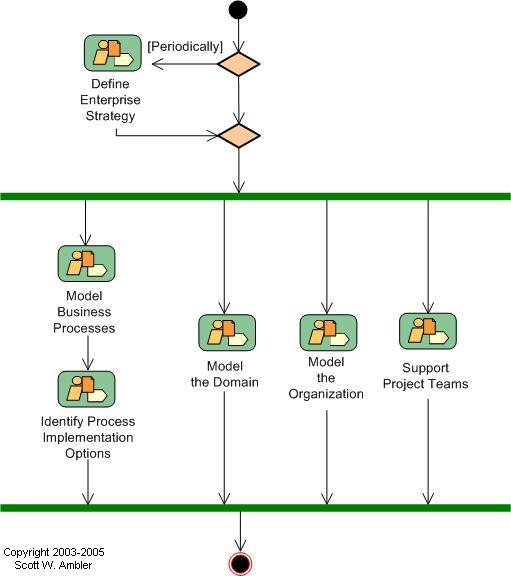 [Periodically]
Define
Enterprise
Strategy
Model
Business
Processes
Identify Process
Implementation
Options
Model
the Domain
Model
the
Organization
Support
Project Teams
Copyright 2003-2005
Scott W. Ambler